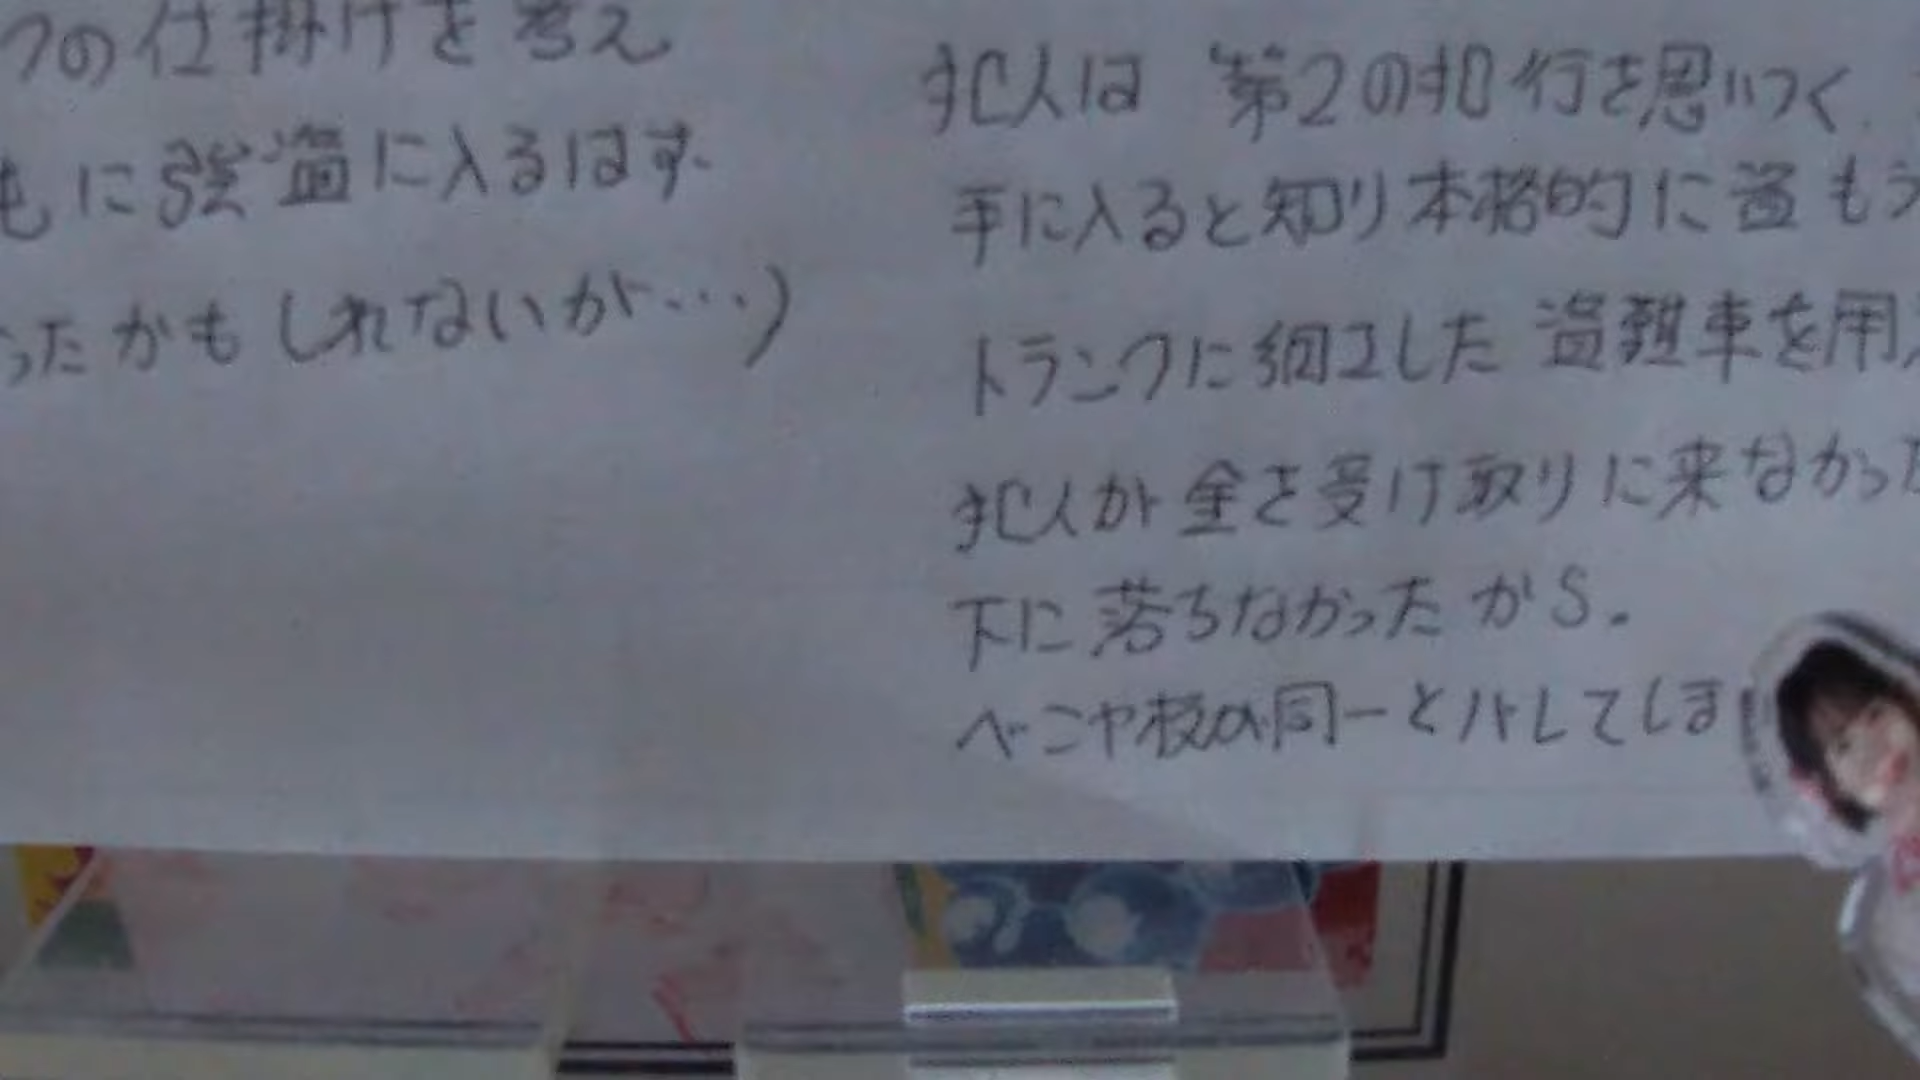 つの仕掛けを考え
もに強盗に入るはず.
ったかもしれないが…)
犯人は 第2の犯行を思いつく.
手に入ると知り本格的に盗もう
トランクに細工した 盗難車を用
犯人が金を受け取りに来なかった
下に落ちなかったから.
べこや板が同一とバレてしま